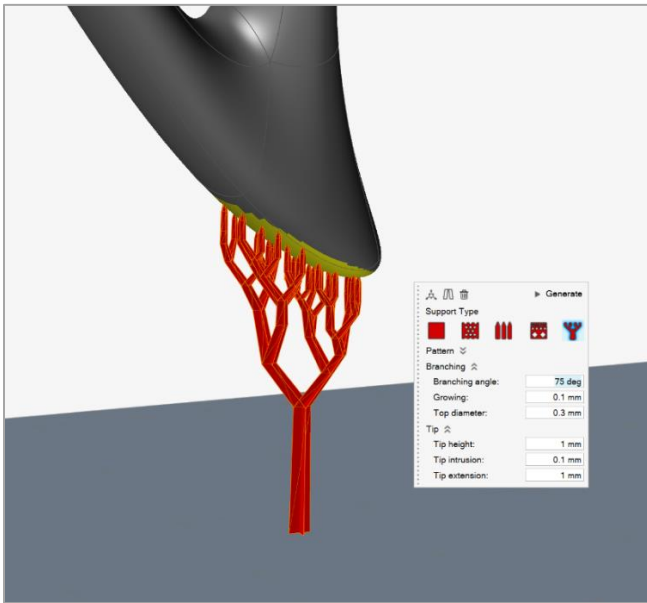 Generate
Support Type
Pattern
Branching
Branching angle: 75 deg
Growing: 0.1 mm
Top diameter: 0.3 mm
Tip
Tip height: 1 mm
Tip intrusion: 0.1 mm
Tip extension: 1 mm